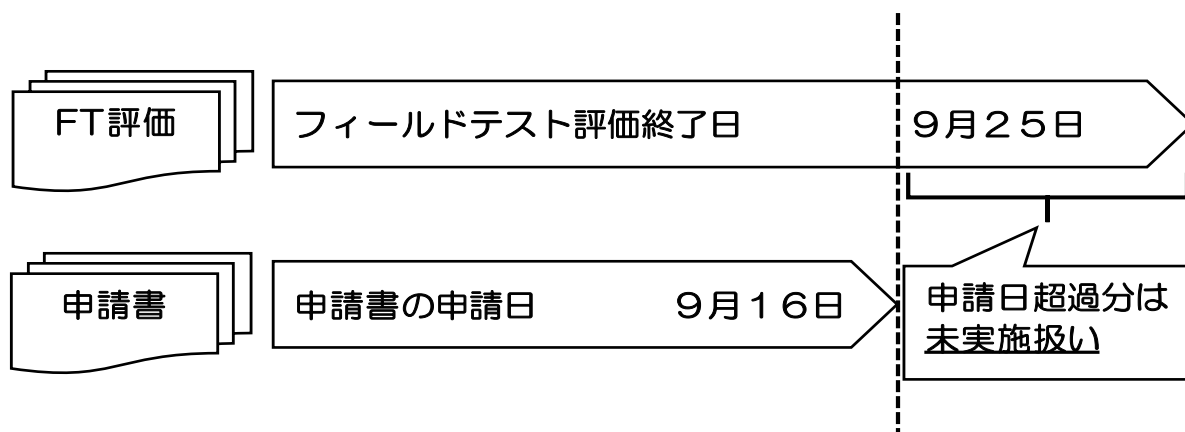 FT評価
フィールドテスト評価終了日 ９月２５日
申請書
申請書の申請日 ９月１６日
申請日超過分は
未実施扱い